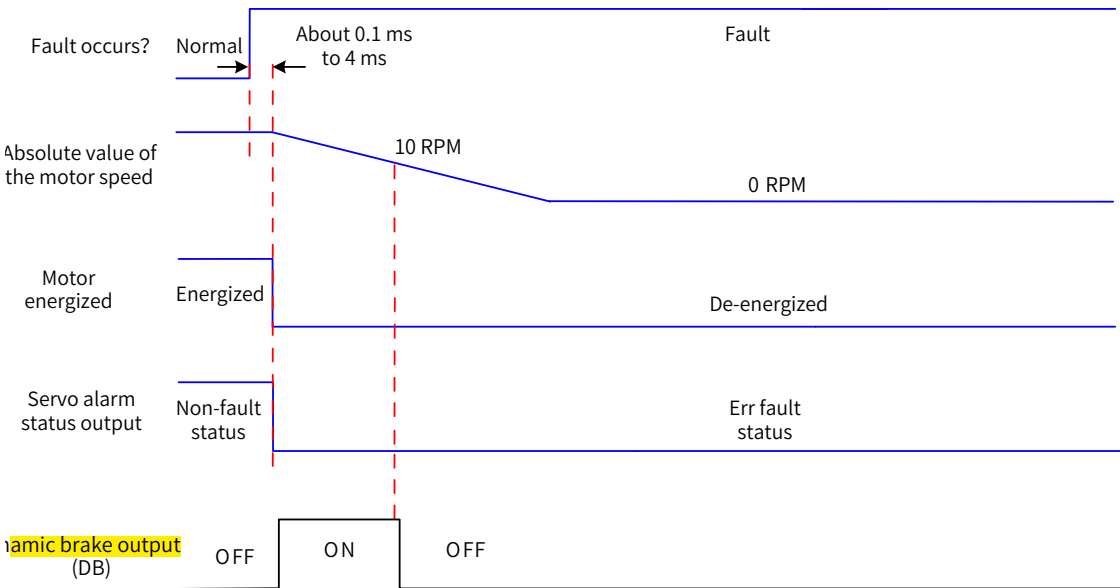 Fault occurs?
Normal
About 0.1 ms
to 4 ms
Fault
Absolute value of
the motor speed
10 RPM
0 RPM
Motor
energized
Energized
De-energized
Servo alarm
status output
Non-fault
status
Err fault
status
namic brake output
(DB)
OFF
ON
OFF